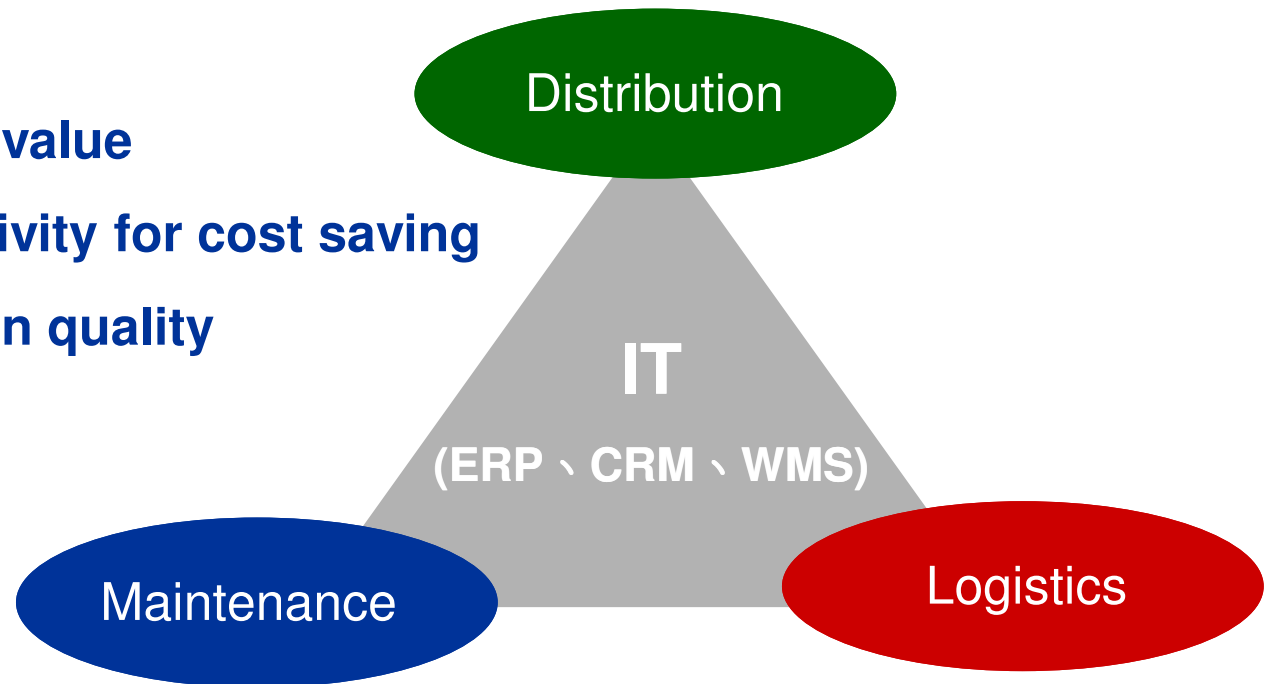 Distribution
value
ivity for cost saving
n quality
IT
(ERP、CRM、WMS)
Maintenance
Logistics